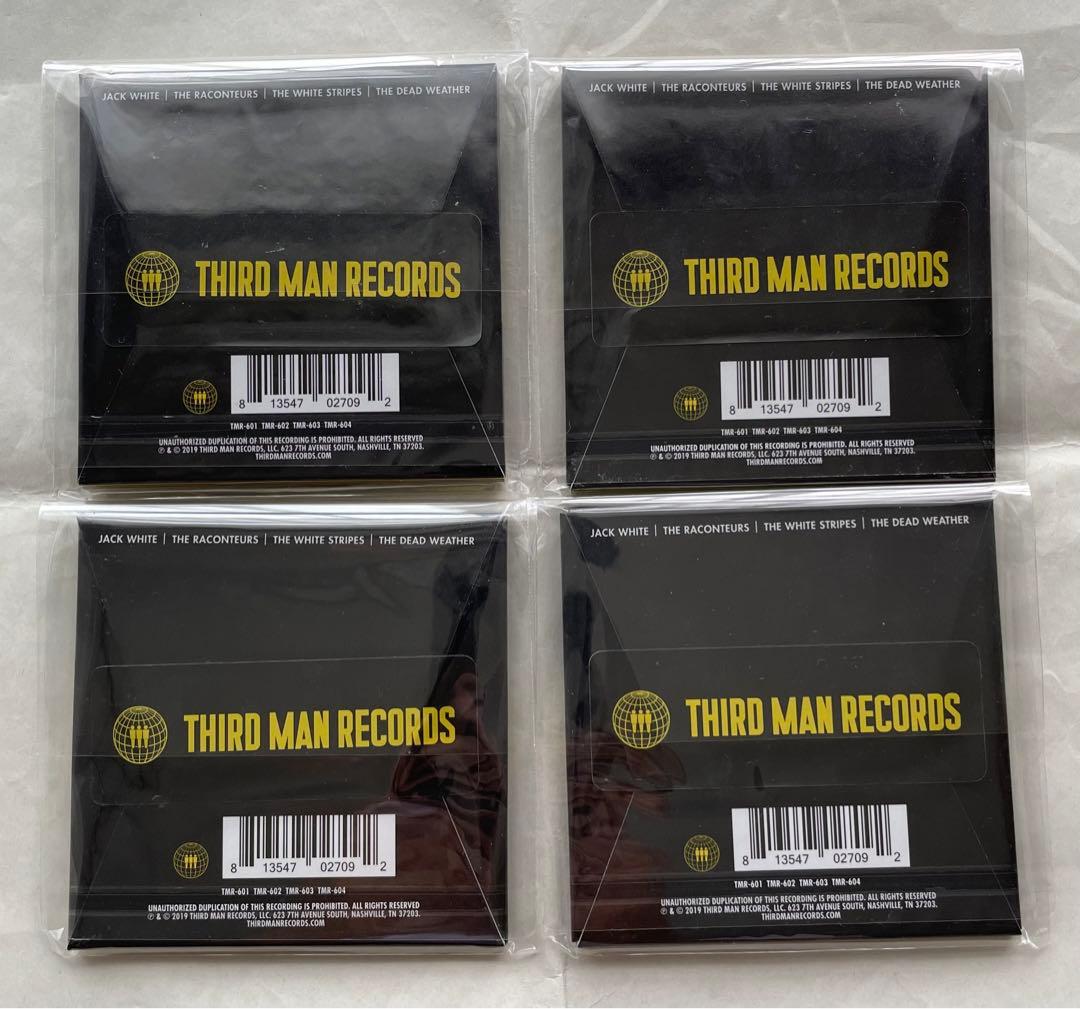 JACK WHITE | THE RACONTEURS | THE WHITE STRIPES | THE DEAD WEATHER
THIRD MAN RECORDS
8 13547 02709 2
TMR-601 TMR-602 TMR-603 TMR-604
UNAUTHORIZED DUPLICATION OF THIS RECORDING IS PROHIBITED. ALL RIGHTS RESERVED
℗ & © 2019 THIRD MAN RECORDS, LLC. 623 7TH AVENUE SOUTH, NASHVILLE, TN 37203.
THIRDMANRECORDS.COM
JACK WHITE | THE RACONTEURS | THE WHITE STRIPES | THE DEAD WEATHER
THIRD MAN RECORDS
8 13547 02709 2
TMR-601 TMR-602 TMR-603 TMR-604
UNAUTHORIZED DUPLICATION OF THIS RECORDING IS PROHIBITED. ALL RIGHTS RESERVED
℗ & © 2019 THIRD MAN RECORDS, LLC. 623 7TH AVENUE SOUTH, NASHVILLE, TN 37203.
THIRDMANRECORDS.COM
JACK WHITE | THE RACONTEURS | THE WHITE STRIPES | THE DEAD WEATHER
THIRD MAN RECORDS
8 13547 02709 2
TMR-601 TMR-602 TMR-603 TMR-604
UNAUTHORIZED DUPLICATION OF THIS RECORDING IS PROHIBITED. ALL RIGHTS RESERVED
℗ & © 2019 THIRD MAN RECORDS, LLC. 623 7TH AVENUE SOUTH, NASHVILLE, TN 37203.
THIRDMANRECORDS.COM
JACK WHITE | THE RACONTEURS | THE WHITE STRIPES | THE DEAD WEATHER
THIRD MAN RECORDS
8 13547 02709 2
TMR-601 TMR-602 TMR-603 TMR-604
UNAUTHORIZED DUPLICATION OF THIS RECORDING IS PROHIBITED. ALL RIGHTS RESERVED
℗ & © 2019 THIRD MAN RECORDS, LLC. 623 7TH AVENUE SOUTH, NASHVILLE, TN 37203.
THIRDMANRECORDS.COM